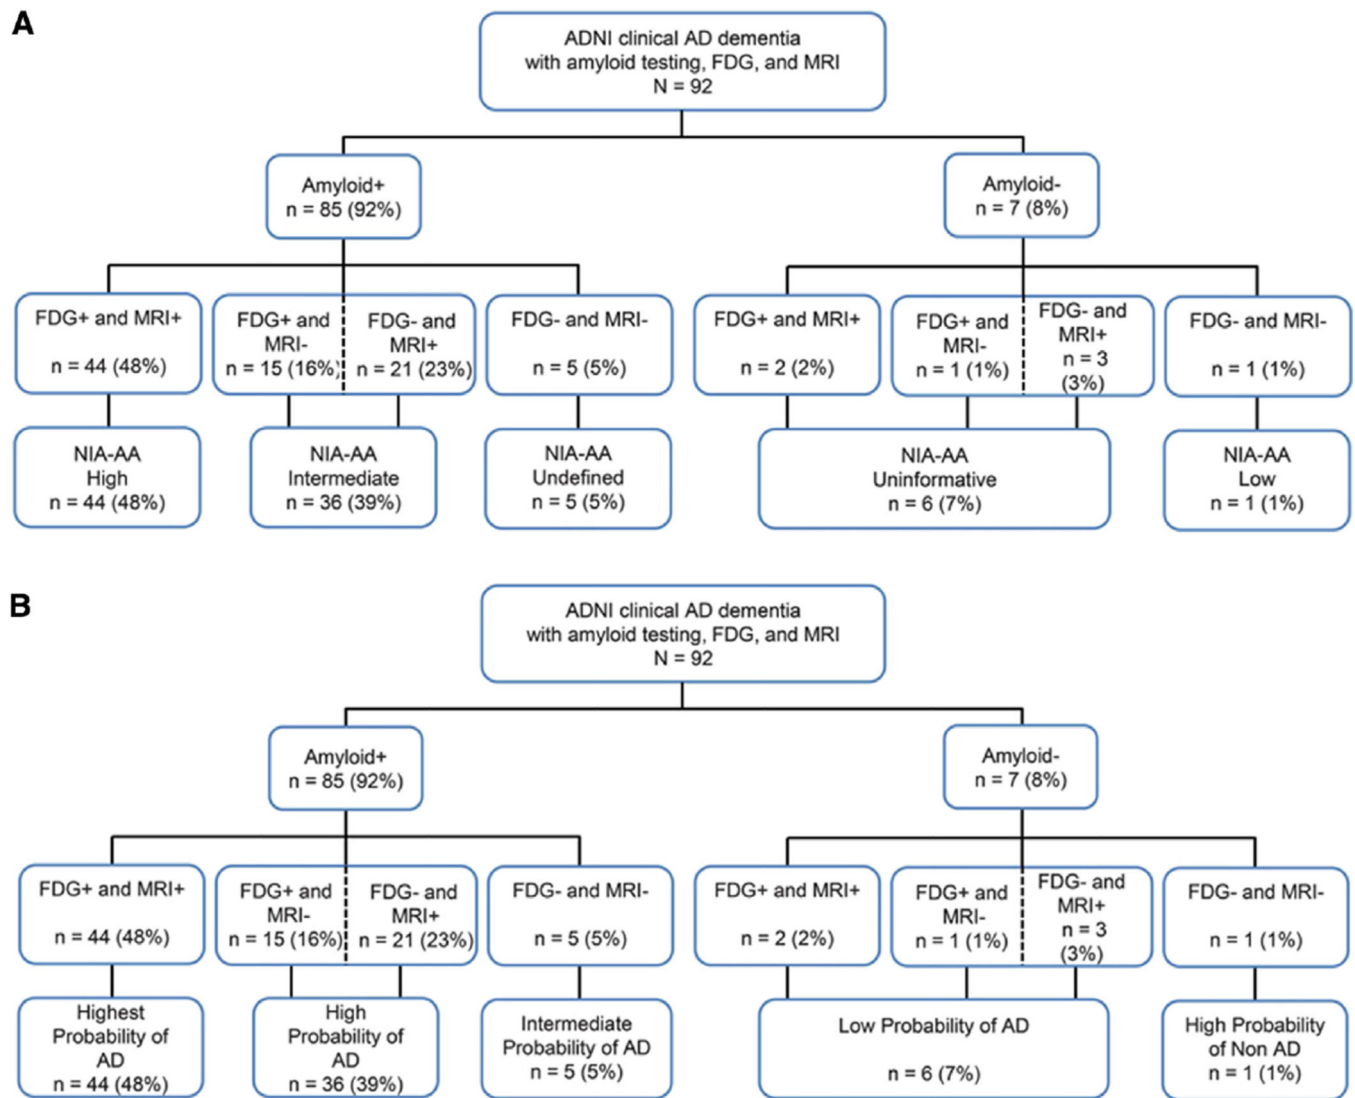 A
ADNI clinical AD dementia
with amyloid testing, FDG, and MRI
N = 92
Amyloid+
n = 85 (92%)
Amyloid-
n = 7 (8%)
FDG+ and MRI+
n = 44 (48%)
FDG+ and
MRI-
n = 15 (16%)
FDG- and
MRI+
n = 21 (23%)
FDG- and MRI-
n = 5 (5%)
FDG+ and MRI+
n = 2 (2%)
FDG+ and
MRI-
n = 1 (1%)
FDG- and
MRI+
n = 3
(3%)
FDG- and MRI-
n = 1 (1%)
NIA-AA
High
n = 44 (48%)
NIA-AA
Intermediate
n = 36 (39%)
NIA-AA
Undefined
n = 5 (5%)
NIA-AA
Uninformative
n = 6 (7%)
NIA-AA
Low
n = 1 (1%)
B
ADNI clinical AD dementia
with amyloid testing, FDG, and MRI
N = 92
Amyloid+
n = 85 (92%)
Amyloid-
n = 7 (8%)
FDG+ and MRI+
n = 44 (48%)
FDG+ and
MRI-
n = 15 (16%)
FDG- and
MRI+
n = 21 (23%)
FDG- and MRI-
n = 5 (5%)
FDG+ and MRI+
n = 2 (2%)
FDG+ and
MRI-
n = 1 (1%)
FDG- and
MRI+
n = 3
(3%)
FDG- and MRI-
n = 1 (1%)
Highest
Probability of
AD
n = 44 (48%)
High
Probability of
AD
n = 36 (39%)
Intermediate
Probability of AD
n = 5 (5%)
Low Probability of AD
n = 6 (7%)
High Probability
of Non AD
n = 1 (1%)